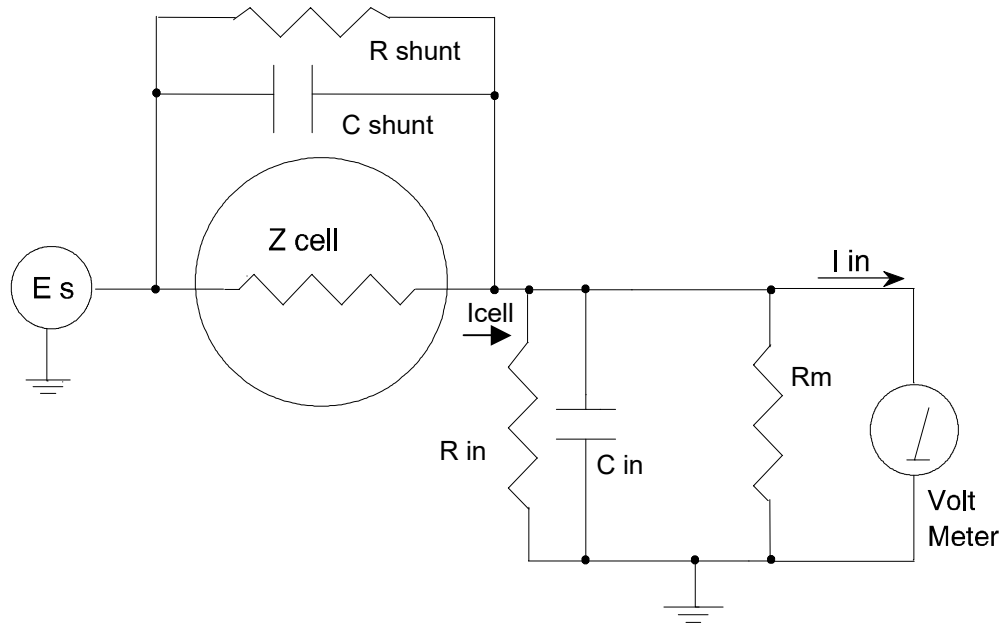 R shunt
C shunt
Z cell
E s
I in
Icell
Rm
R in
C in
Volt
Meter